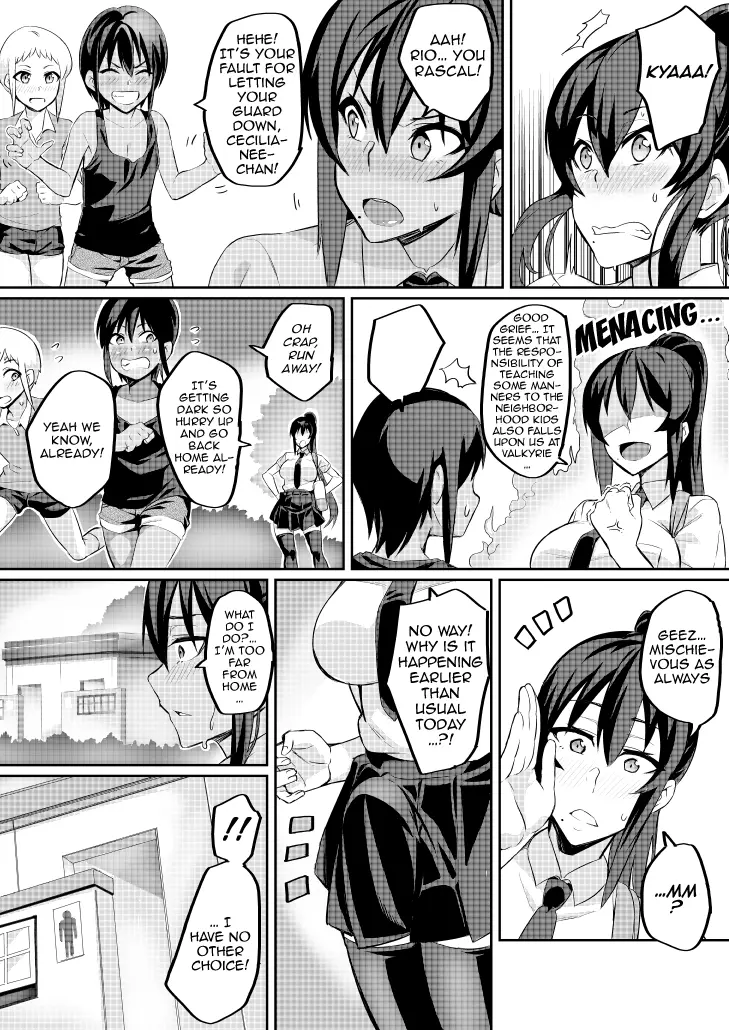 KYAAA!
AAH!
RIO... YOU
RASCAL!
HEHE!
IT'S YOUR
FAULT FOR
LETTING
YOUR
GUARD
DOWN,
CECILIA-
NEE-
CHAN!
MENACING...
GOOD
GRIEF... IT
SEEMS THAT
THE RESPO-
NSIBILITY OF
TEACHING
SOME MAN-
NERS TO THE
NEIGHBOR-
HOOD KIDS
ALSO FALLS
UPON US AT
VALKYRIE
...
OH
CRAP,
RUN
AWAY!
IT'S
GETTING
DARK SO
HURRY UP
AND GO
BACK
HOME AL-
READY!
YEAH WE
KNOW,
ALREADY!
GEEZ...
MISCHIE-
VOUS AS
ALWAYS
...MM
?
NO WAY!
WHY IS IT
HAPPENING
EARLIER
THAN
USUAL
TODAY
...?!
WHAT
DO I
DO?...
I'M TOO
FAR
FROM
HOME
...
!!
... I
HAVE NO
OTHER
CHOICE!